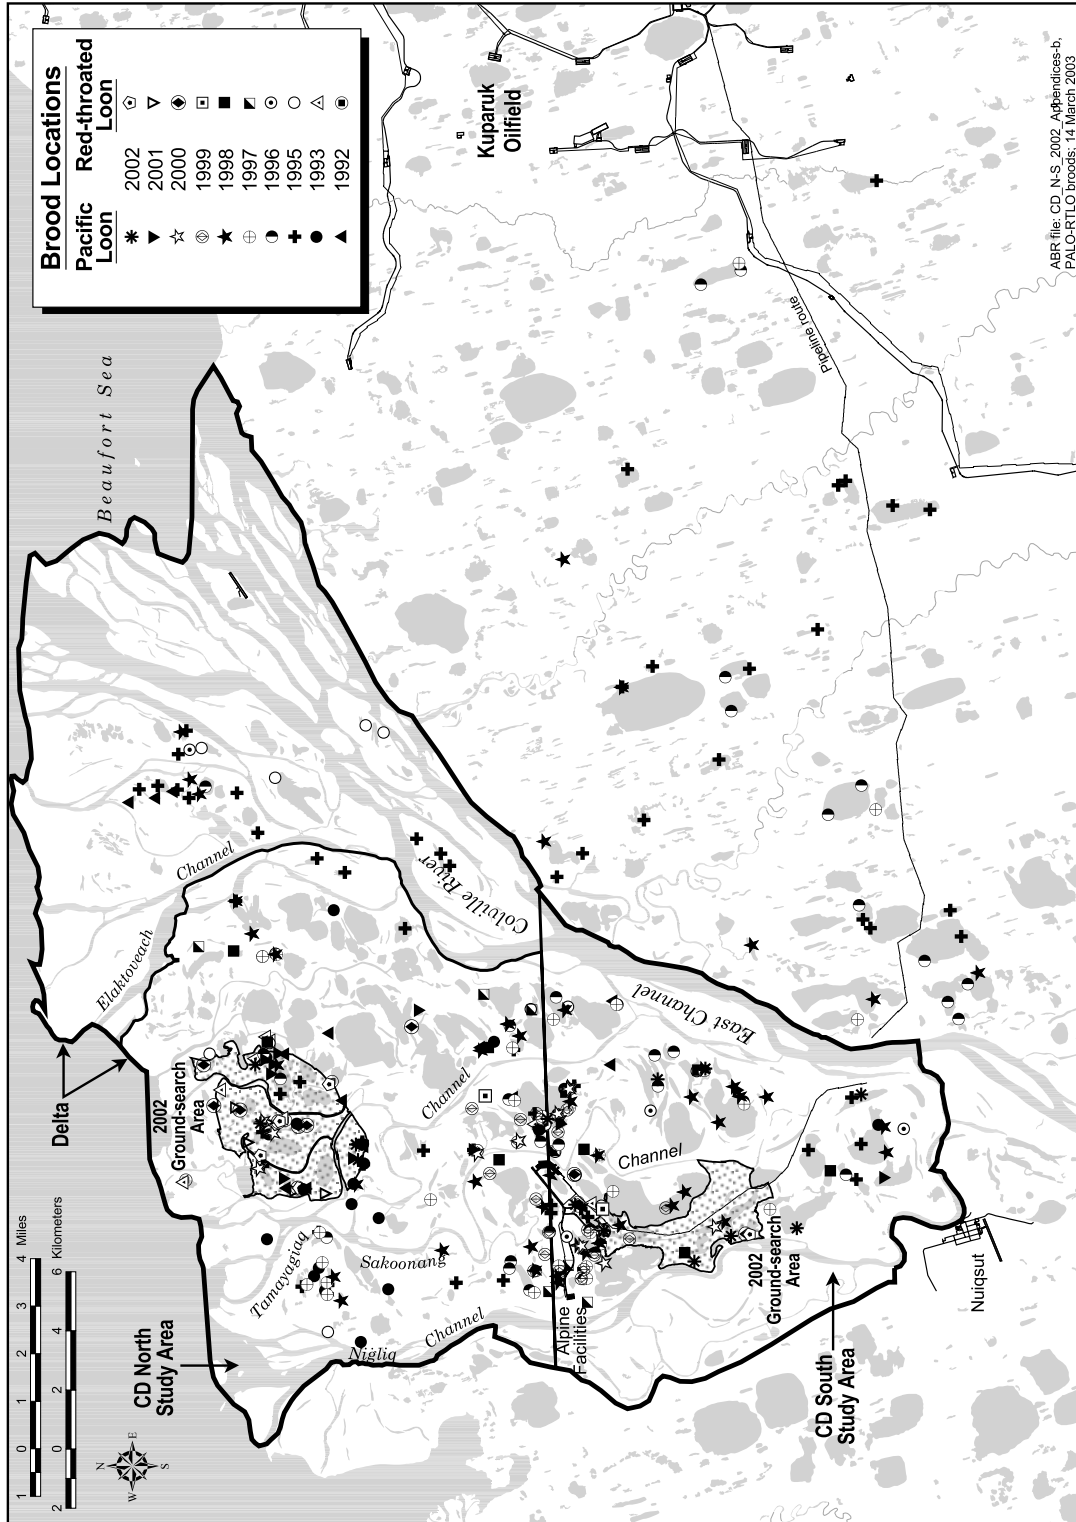 Brood Locations
Pacific Loon
Red-throated Loon
2002
2001
2000
1999
1998
1997
1996
1995
1993
1992
Beaufort Sea
Kuparuk
Oilfield
Pipeline route
Colville River
Elaktoveach
Channel
East Channel
Delta
2002
Ground-search
Area
Tamayagiaq
Sakoonang
Channel
Nigliq
Channel
Channel
CD North
Study Area
Alpine
Facilities
2002
Ground-search
Area
CD South
Study Area
Nuiqsut
1 0 1 2 3 4 Miles
2 0 2 4 6 Kilometers
N
E
S
W
ABR file: CD_N-S_2002_Appendices-b,
PALO-RTLO broods; 14 March 2003